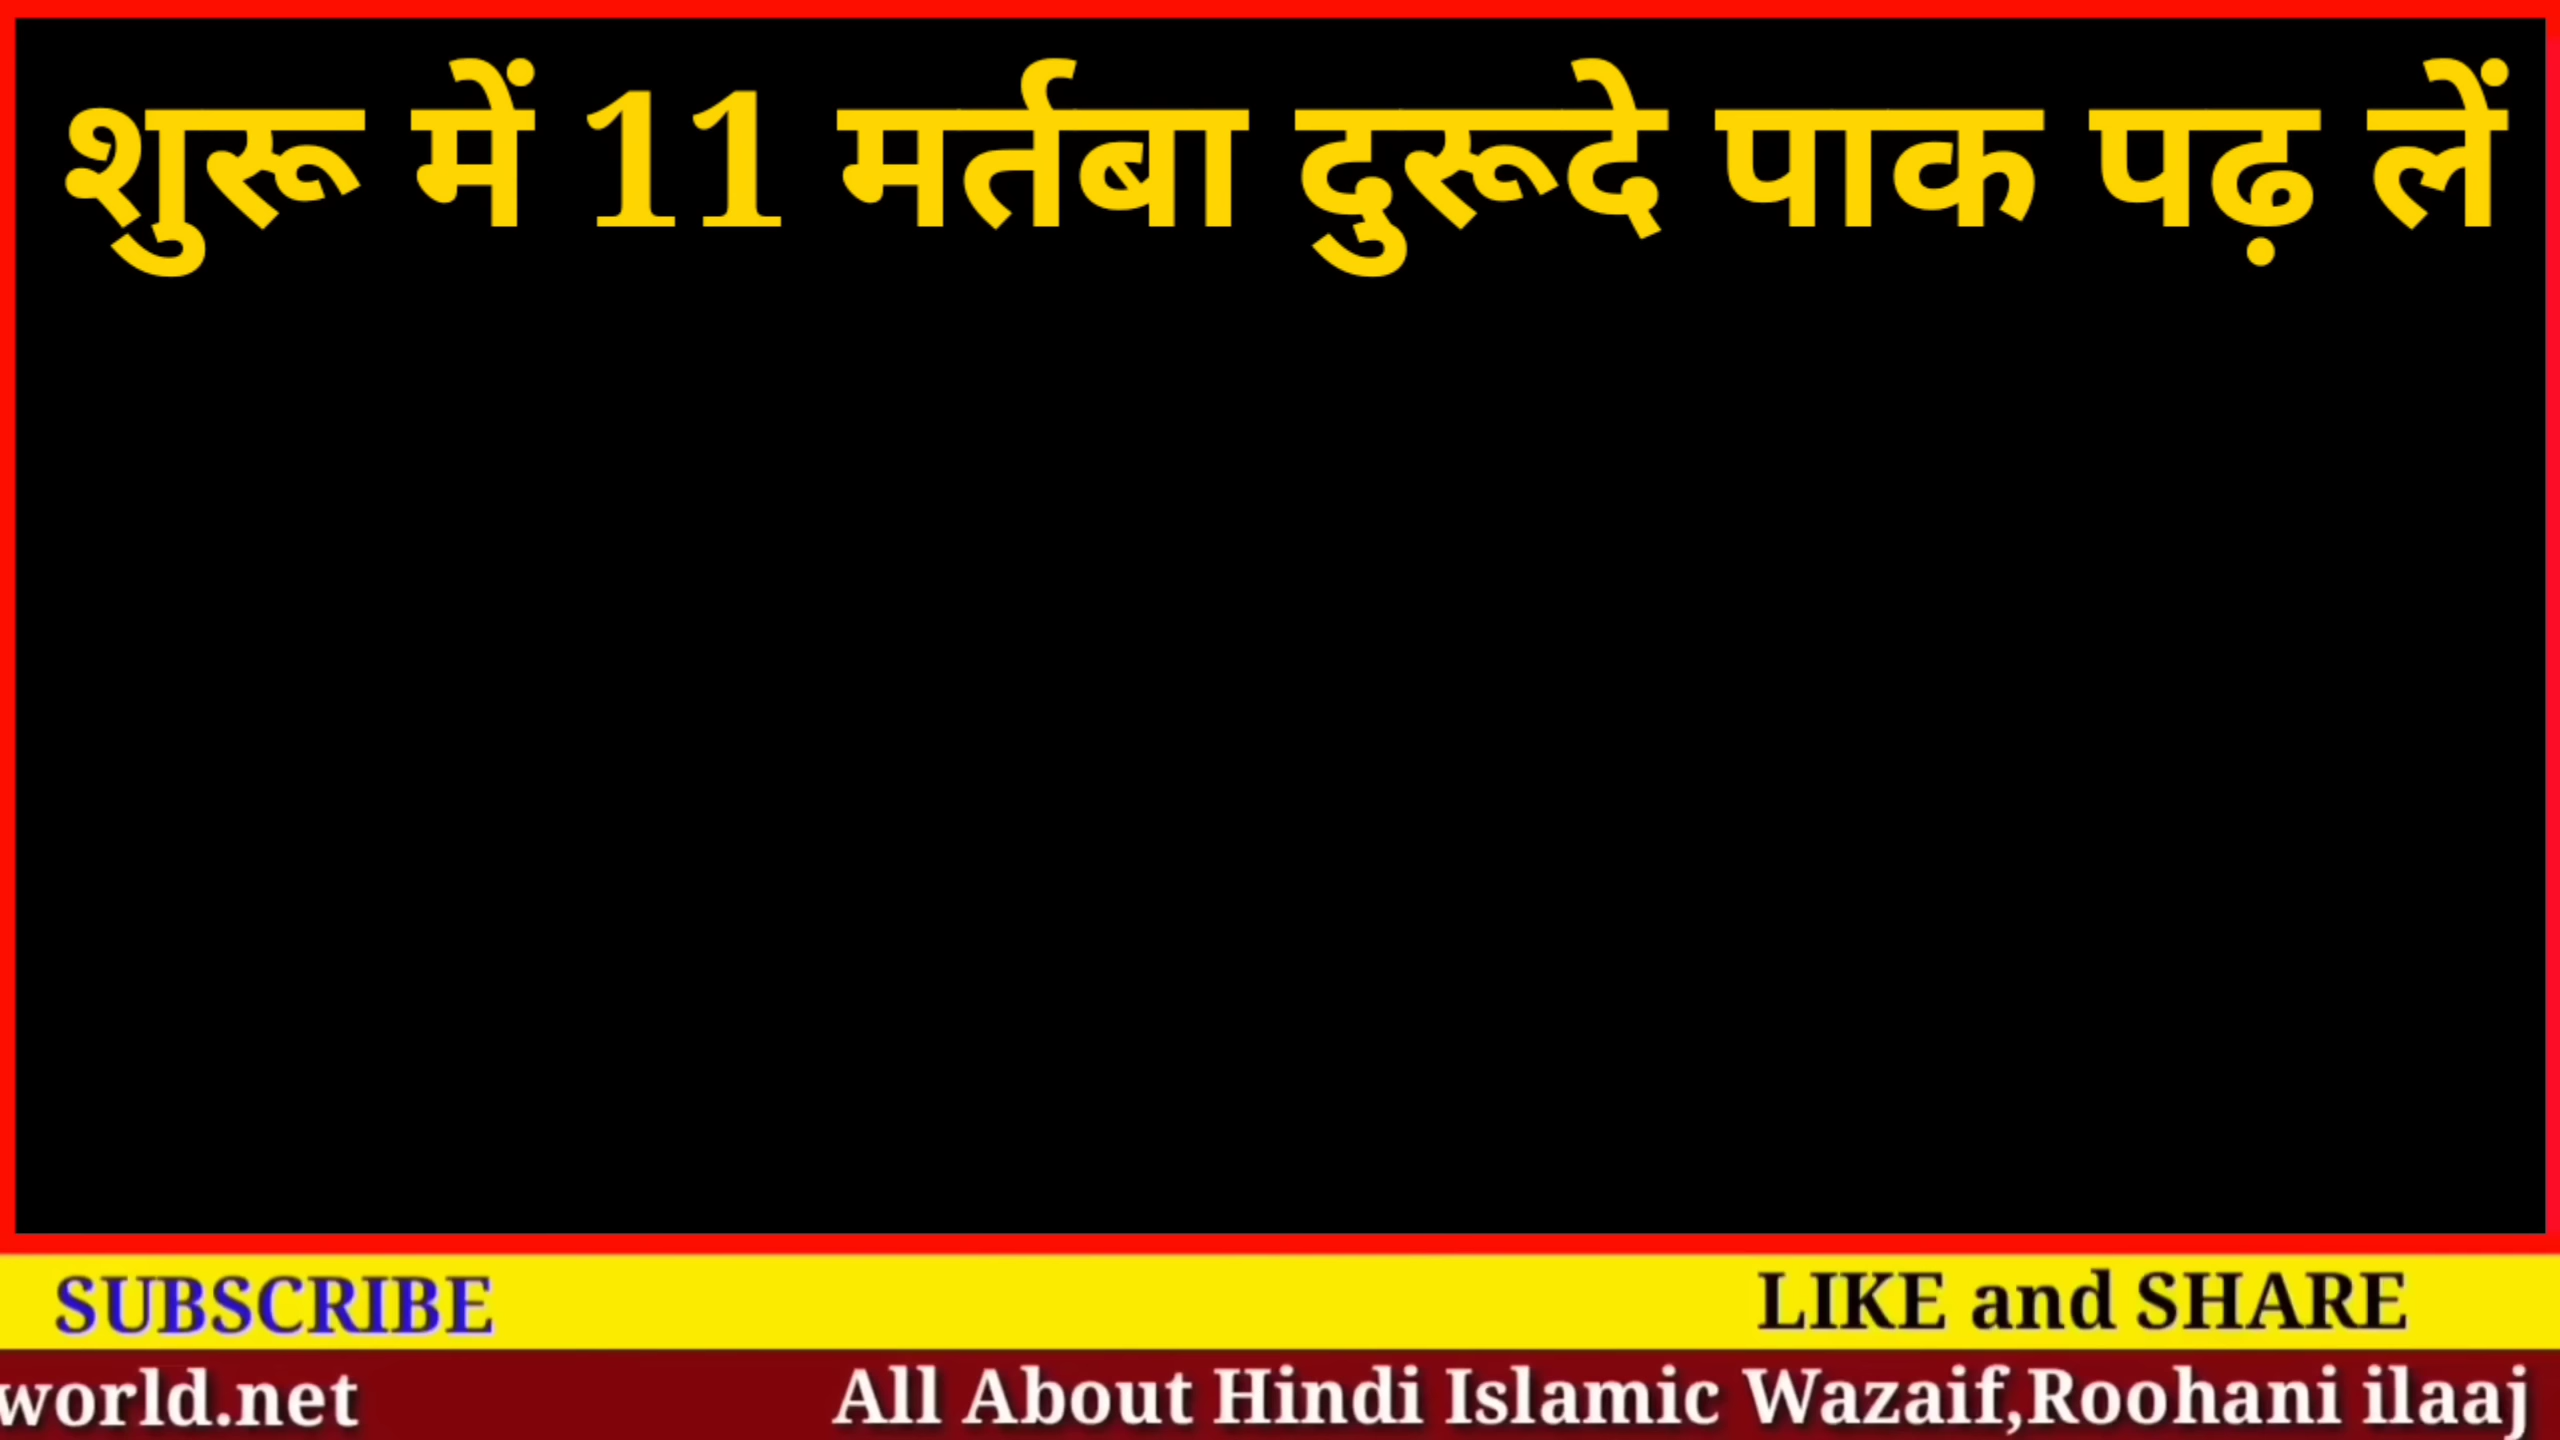 शुरू में 11 मर्तबा दुरूदे पाक पढ़ लें
SUBSCRIBE LIKE and SHARE
world.net All About Hindi Islamic Wazaif,Roohani ilaaj